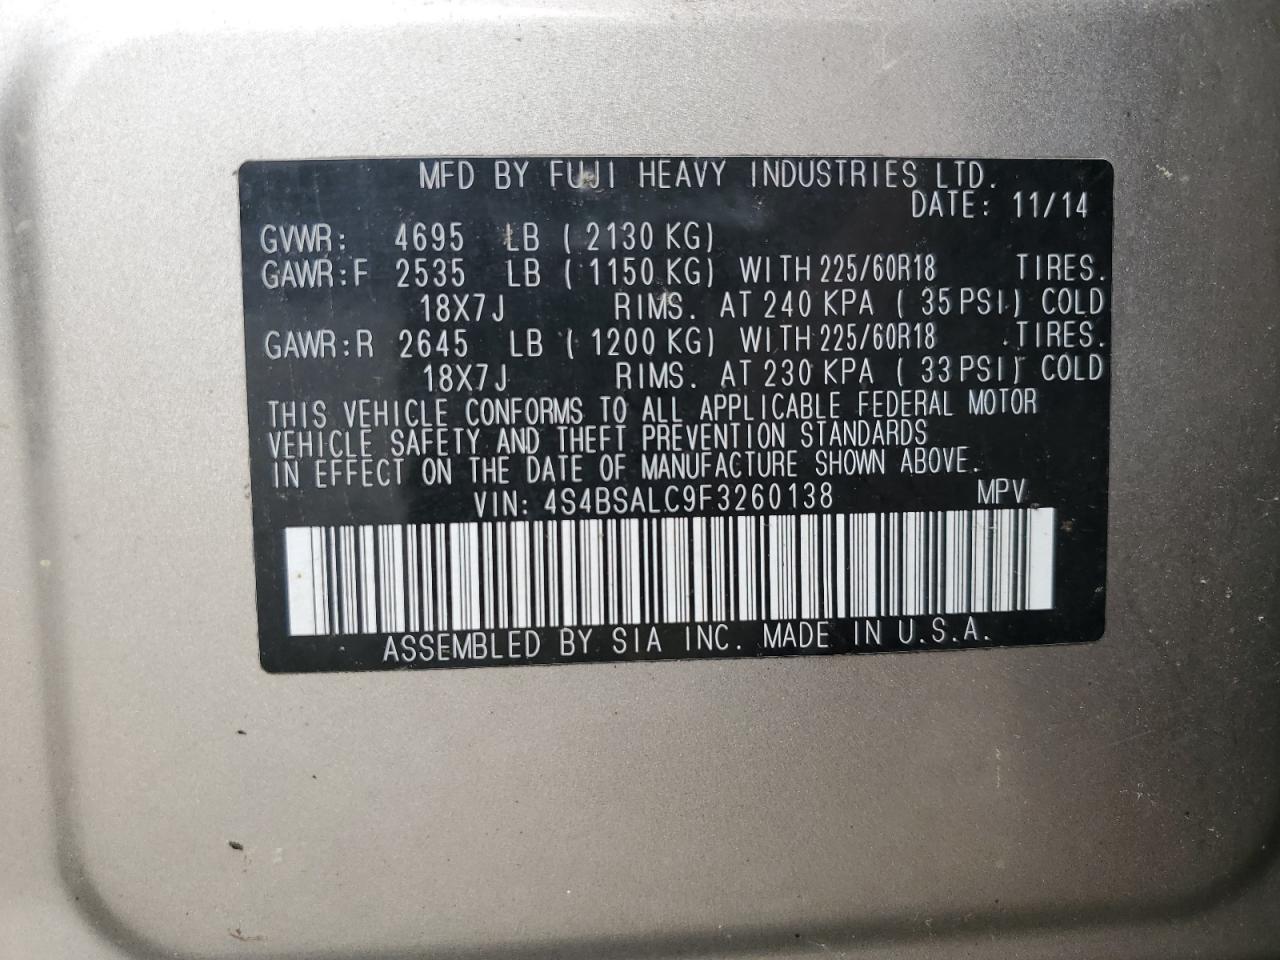 MFD BY FUJI HEAVY INDUSTRIES LTD.
DATE: 11/14
GVWR: 4695 LB ( 2130 KG)
GAWR:F 2535 LB ( 1150 KG) WITH 225/60R18 TIRES.
18X7J RIMS. AT 240 KPA ( 35 PSI) COLD
GAWR:R 2645 LB ( 1200 KG) WITH 225/60R18 TIRES.
18X7J RIMS. AT 230 KPA ( 33 PSI) COLD
THIS VEHICLE CONFORMS TO ALL APPLICABLE FEDERAL MOTOR
VEHICLE SAFETY AND THEFT PREVENTION STANDARDS
IN EFFECT ON THE DATE OF MANUFACTURE SHOWN ABOVE.
VIN: 4S4BSALC9F3260138 MPV
ASSEMBLED BY SIA INC. MADE IN U.S.A.